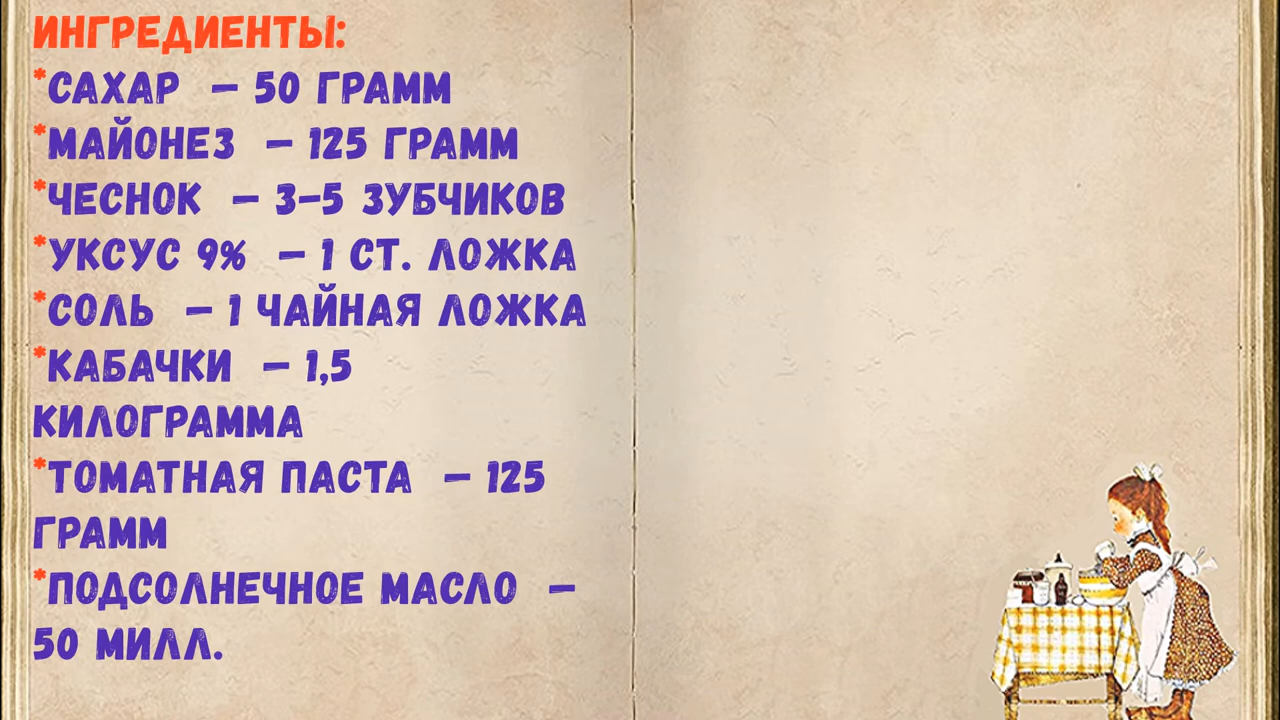 ИНГРЕДИЕНТЫ:
*САХАР – 50 ГРАММ
*МАЙОНЕЗ – 125 ГРАММ
*ЧЕСНОК – 3-5 ЗУБЧИКОВ
*УКСУС 9% – 1 СТ. ЛОЖКА
*СОЛЬ – 1 ЧАЙНАЯ ЛОЖКА
*КАБАЧКИ – 1,5
КИЛОГРАММА
*ТОМАТНАЯ ПАСТА – 125
ГРАММ
*ПОДСОЛНЕЧНОЕ МАСЛО –
50 МИЛЛ.